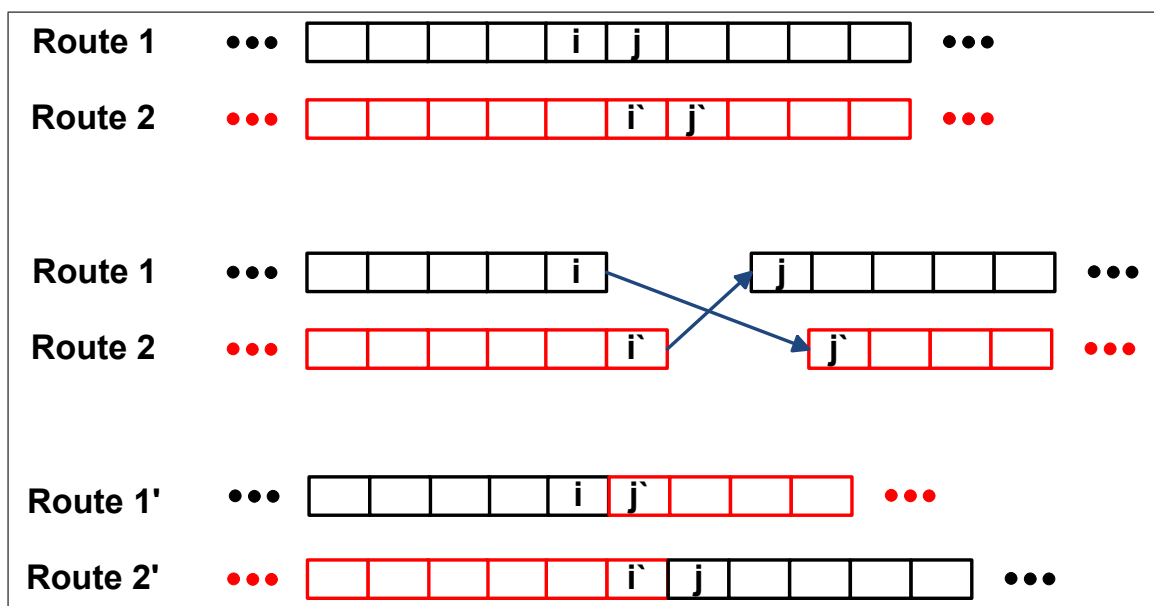 Route 1 ••• i j •••
Route 2 ••• i` j` •••
Route 1 ••• i j •••
Route 2 ••• i` j` •••
Route 1' ••• i j` •••
Route 2' ••• i` j •••